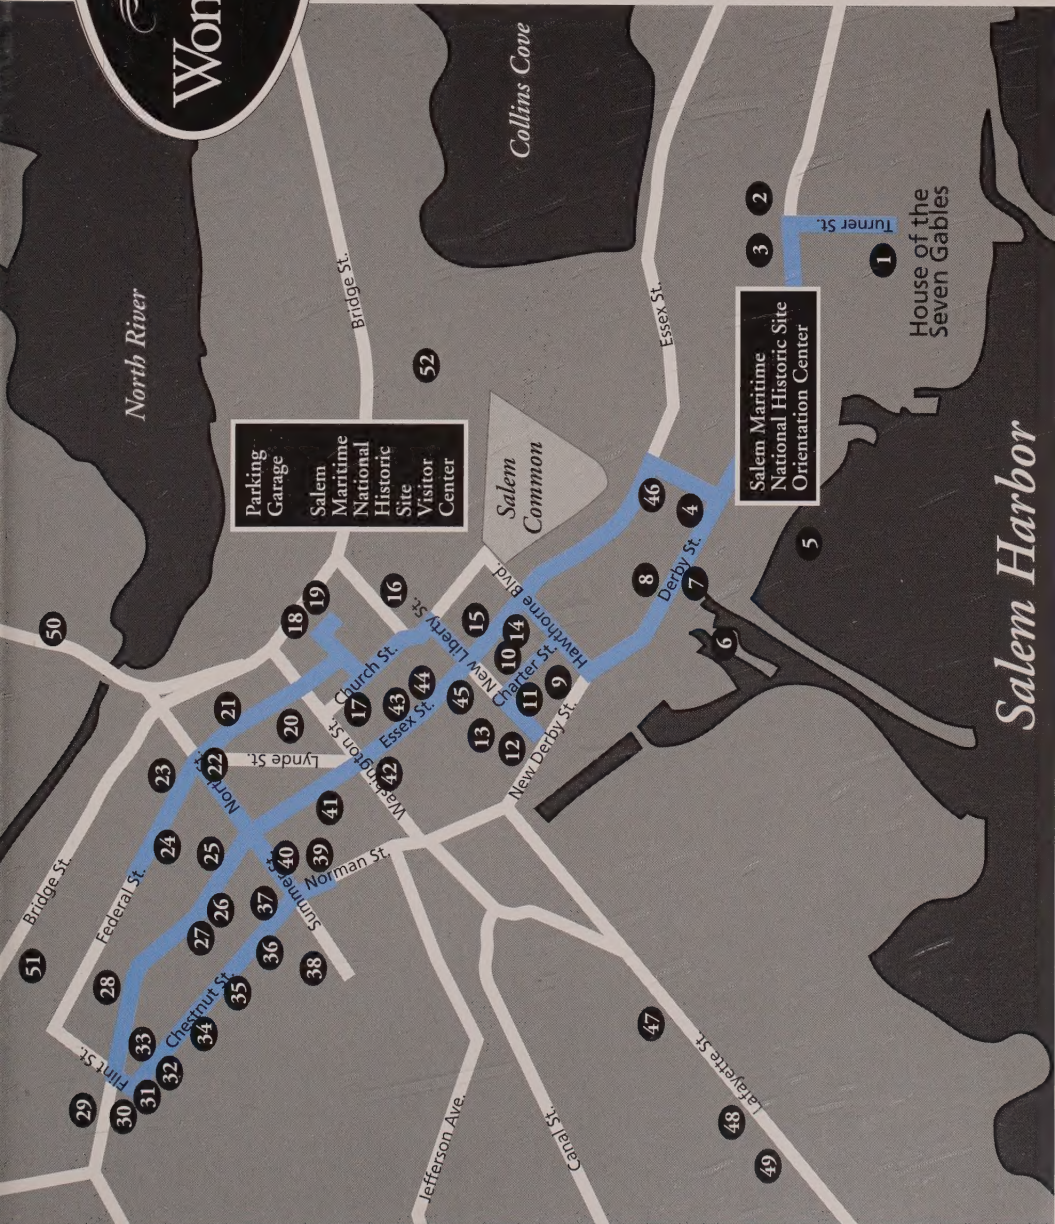 Won
North River
Collins Cove
Bridge St.
52
Essex St.
2
3
Turner St.
1
House of the
Seven Gables
Salem Maritime
National Historic Site
Orientation Center
Parking
Garage
Salem
Maritime
National
Historic
Site
Visitor
Center
Salem
Common
Salem Harbor
46
4
5
8
7
Derby St.
6
50
19
18
16
New Liberty St.
15
14
10
Hawthorne Blvd.
Charter St.
9
11
Church St.
17
43
44
45
Essex St.
13
12
New Derby St.
21
20
Lynde St.
Washington St.
42
22
23
North St.
24
25
41
40
39
Norman St.
Summer St.
37
26
27
36
38
Bridge St.
Federal St.
51
28
Chestnut St.
35
34
33
32
31
30
29
Flint St.
47
Lafayette St.
48
49
Canal St.
Jefferson Ave.